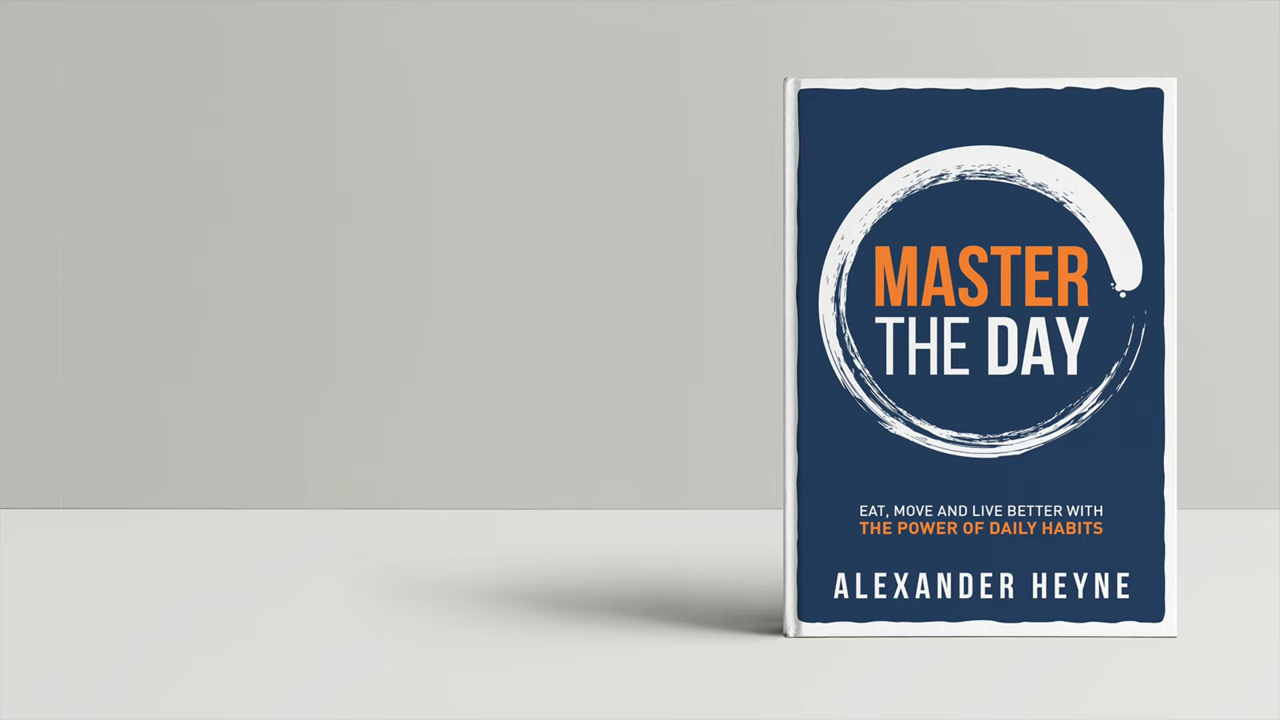 MASTER
THE DAY
EAT, MOVE AND LIVE BETTER WITH
THE POWER OF DAILY HABITS
ALEXANDER HEYNE